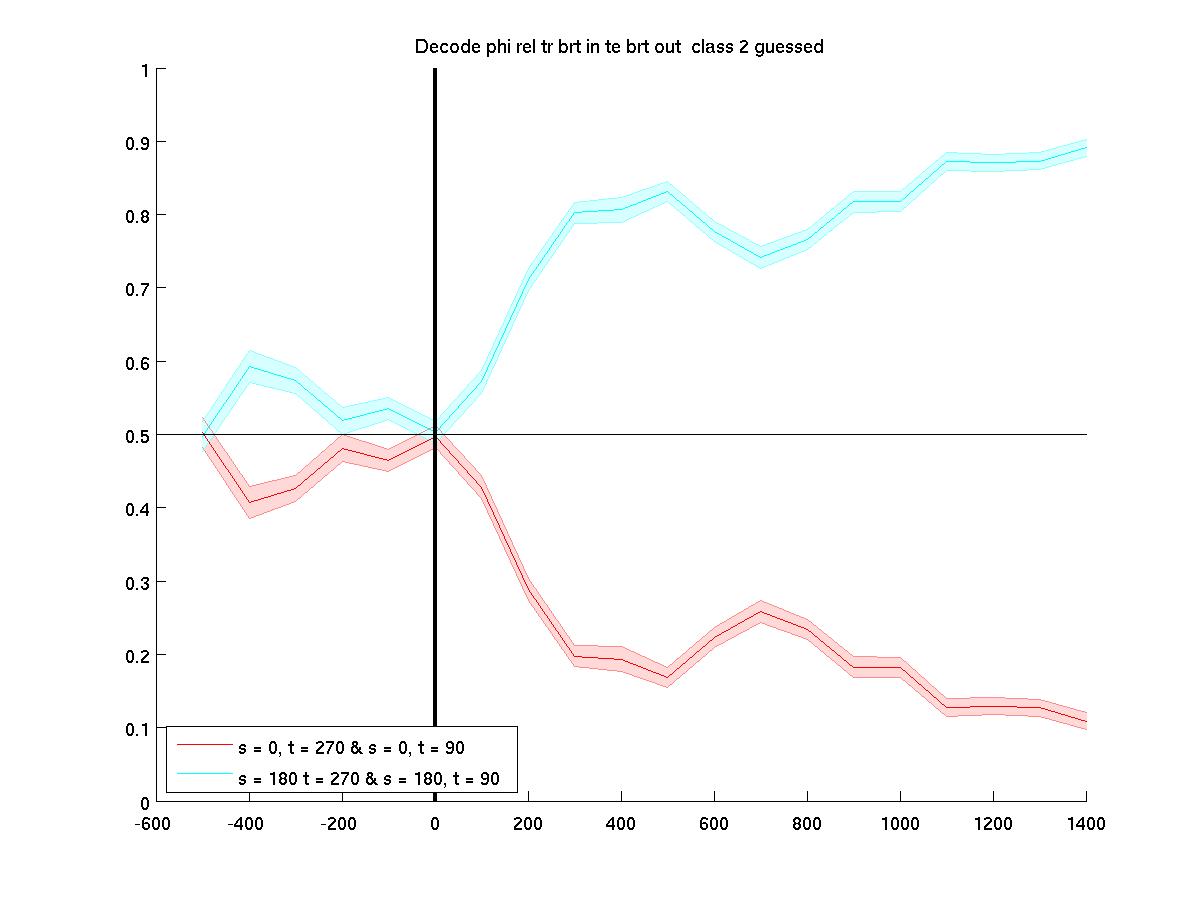 Decode phi rel tr brt in te brt out  class 2 guessed
1
0.9
0.8
0.7
0.6
0.5
0.4
0.3
0.2
0.1
0
s = 0, t = 270 & s = 0, t = 90
s = 180 t = 270 & s = 180, t = 90
-600 -400 -200 0 200 400 600 800 1000 1200 1400